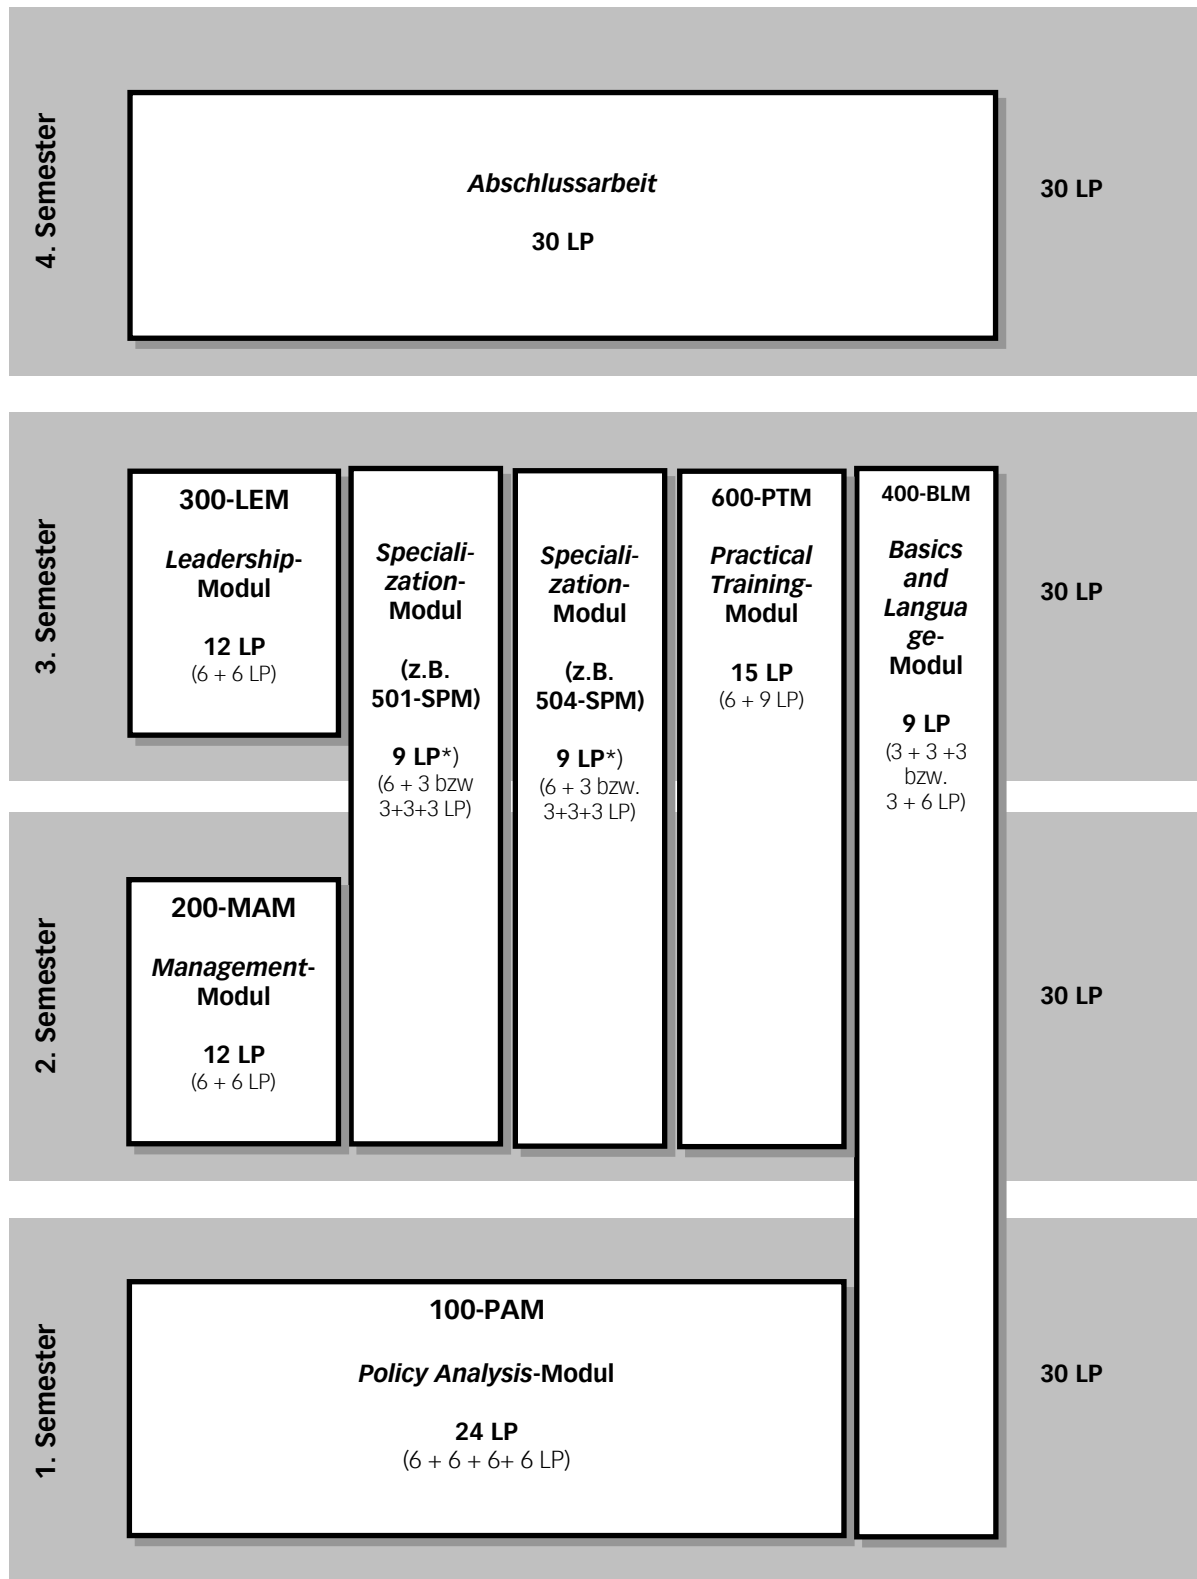 4. Semester
Abschlussarbeit
30 LP
30 LP
3. Semester
300-LEM
Leadership-
Modul
12 LP
(6 + 6 LP)
Speciali-
zation-
Modul
(z.B.
501-SPM)
9 LP*)
(6 + 3 bzw
3+3+3 LP)
Speciali-
zation-
Modul
(z.B.
504-SPM)
9 LP*)
(6 + 3 bzw.
3+3+3 LP)
600-PTM
Practical
Training-
Modul
15 LP
(6 + 9 LP)
400-BLM
Basics
and
Langua
ge-
Modul
9 LP
(3 + 3 +3
bzw.
3 + 6 LP)
30 LP
2. Semester
200-MAM
Management-
Modul
12 LP
(6 + 6 LP)
30 LP
1. Semester
100-PAM
Policy Analysis-Modul
24 LP
(6 + 6 + 6+ 6 LP)
30 LP